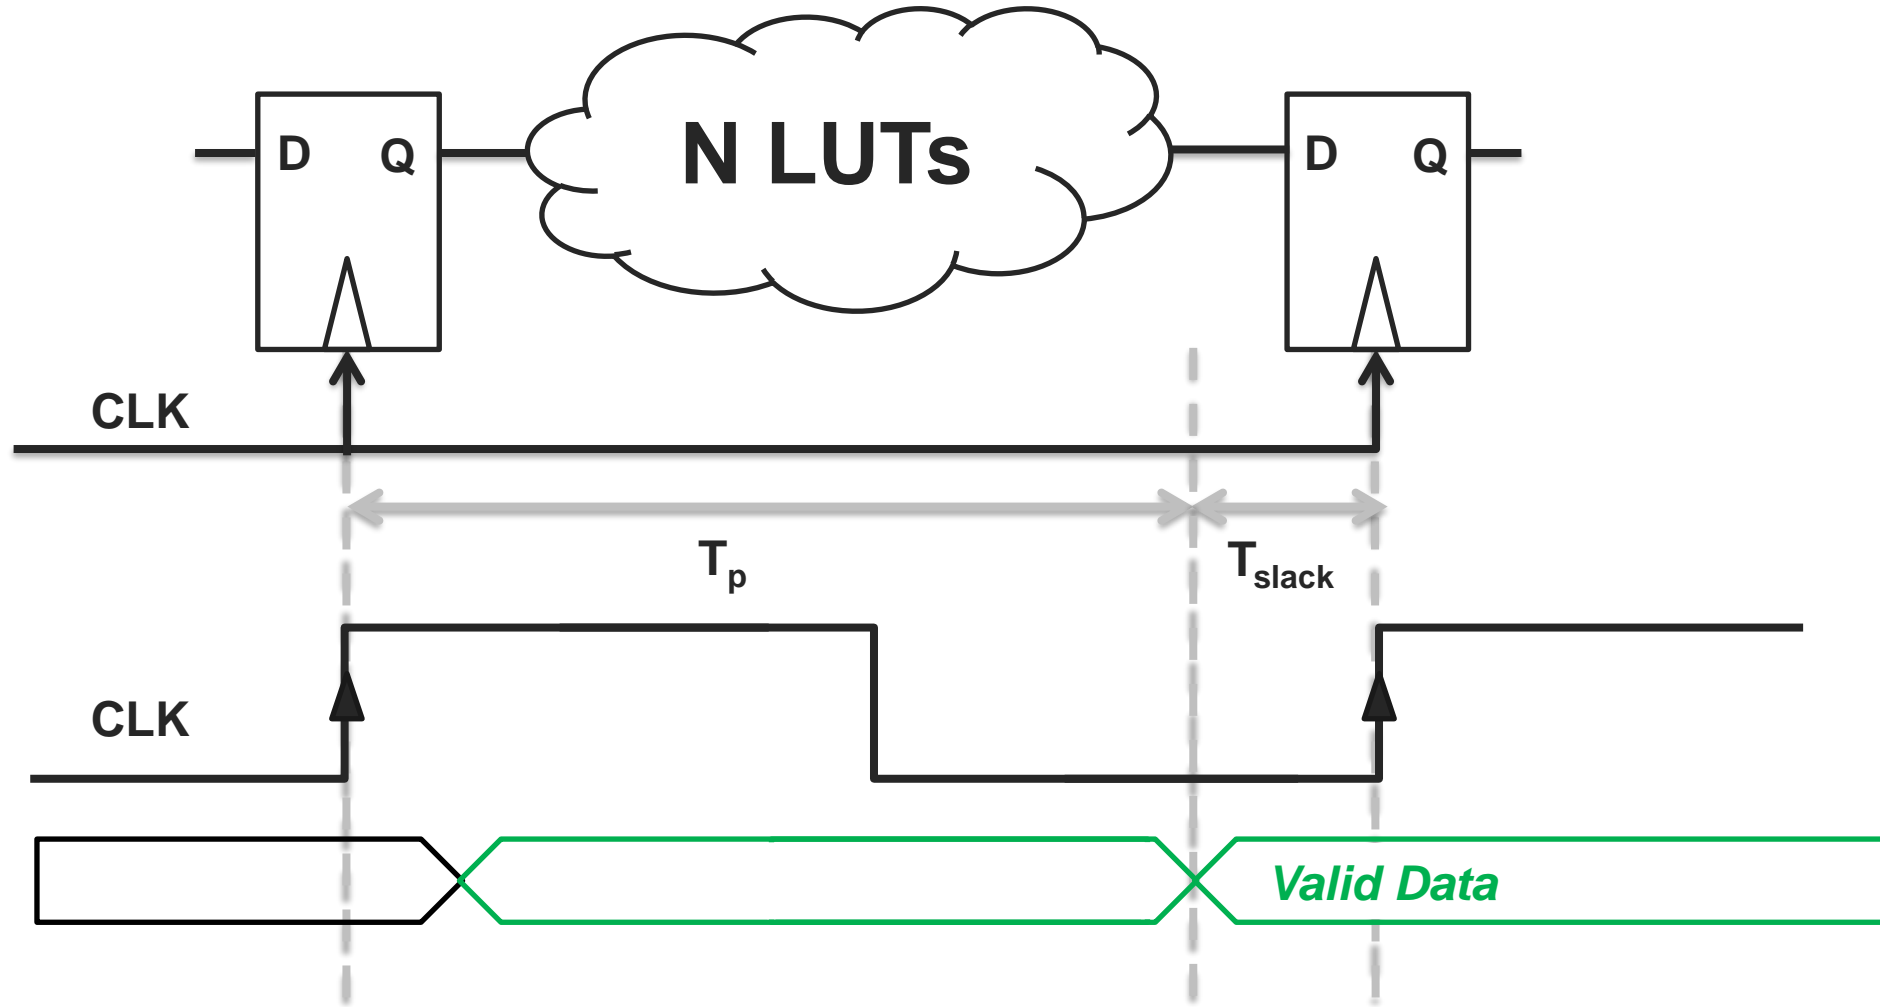 D Q
N LUTs
D Q
CLK
Tp
Tslack
CLK
Valid Data